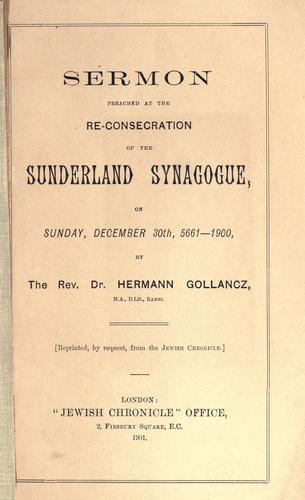 SERMON
PREACHED AT THE
RE-CONSECRATION
OF THE
SUNDERLAND SYNAGOGUE,
ON
SUNDAY, DECEMBER 30th, 5661—1900,
BY
The Rev. Dr. HERMANN GOLLANCZ,
M.A., D.Lit., Rabbi.
[Reprinted, by request, from the Jewish Chronicle.]
LONDON:
"JEWISH CHRONICLE" OFFICE,
2, Finsbury Square, E.C.
1901.